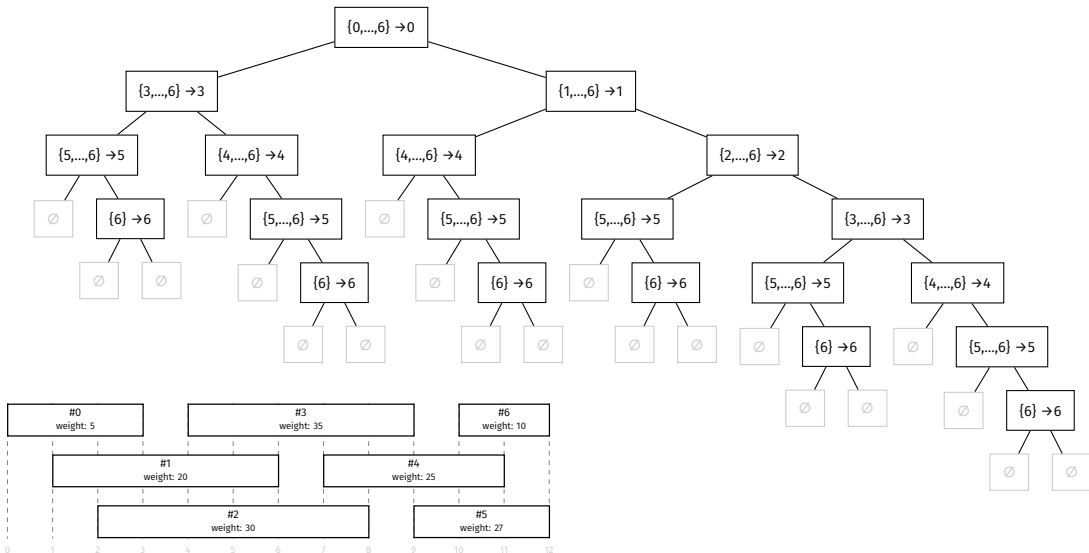 {0,...,6} →0
{3,...,6} →3 {1,...,6} →1
{5,...,6} →5 {4,...,6} →4 {4,...,6} →4 {2,...,6} →2
∅ {6} →6 ∅ {5,...,6} →5 ∅ {5,...,6} →5 {5,...,6} →5 {3,...,6} →3
∅ ∅ ∅ {6} →6 ∅ {6} →6 ∅ {6} →6 {5,...,6} →5 {4,...,6} →4
∅ ∅ ∅ ∅ ∅ ∅ ∅ {6} →6 ∅ {5,...,6} →5
∅ ∅ ∅ {6} →6
∅ ∅
#0 #3 #6
weight: 5 weight: 35 weight: 10
#1 #4
weight: 20 weight: 25
#2 #5
weight: 30 weight: 27
0 1 2 3 4 5 6 7 8 9 10 11 12